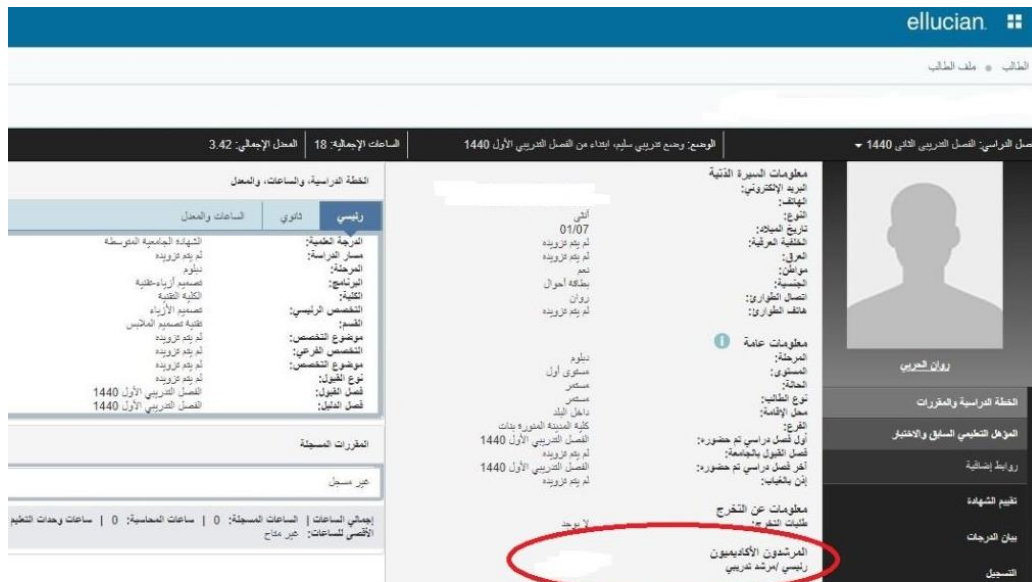 ellucian.
الطالب ● ملف الطالب
صل الدراسي: الفصل التدريبي الثاني 1440
الوضع: وضع تدريبي سليم، ابتداء من الفصل التدريبي الأول 1440
الساعات الإجمالية: 18
المعدل الإجمالي: 3.42
روان الحربي
الخطة الدراسية والمقررات
المؤهل التعليمي السابق والاختبار
روابط إضافية
تقييم الشهادة
بيان الدرجات
التسجيل
معلومات السيرة الذتية
البريد الإلكتروني:
الهاتف:
النوع: أنثى
تاريخ الميلاد: 01/07
الخلفية العرقية: لم يتم تزويده
العرق: لم يتم تزويده
مواطن: نعم
الجنسية: بطاقة أحوال
اتصال الطوارئ: روان
هاتف الطوارئ: لم يتم تزويده
معلومات عامة
المرحلة: دبلوم
المستوى: مستوى أول
الحالة: مستمر
نوع الطالب: مستمر
محل الإقامة: داخل البلد
الفرع: كلية المدينة المنورة بنات
أول فصل دراسي تم حضوره: الفصل التدريبي الأول 1440
فصل القبول بالجامعة: لم يتم تزويده
آخر فصل دراسي تم حضوره: الفصل التدريبي الأول 1440
إذن بالغياب: لم يتم تزويده
معلومات عن التخرج
طلبات التخرج: لا يوجد
المرشدون الأكاديميون
رئيسي /مرشد تدريبي
الخطة الدراسية، والساعات، والمعدل
رئيسي
ثانوي
الساعات والمعدل
الدرجة العلمية: الشهادة الجامعية المتوسطة
مسار الدراسة: لم يتم تزويده
المرحلة: دبلوم
البرنامج: تصميم أزياء-تقنية
الكلية: الكلية التقنية
التخصص الرئيسي: تصميم الأزياء
القسم: تقنية تصميم الملابس
موضوع التخصص: لم يتم تزويده
التخصص الفرعي: لم يتم تزويده
موضوع التخصص: لم يتم تزويده
نوع القبول: لم يتم تزويده
فصل القبول: الفصل التدريبي الأول 1440
فصل الدليل: الفصل التدريبي الأول 1440
المقررات المسجلة
غير مسجل
إجمالي الساعات | الساعات المسجلة: 0 | ساعات المحاسبة: 0 | ساعات وحدات التعليم
الأقصى للساعات: غير متاح